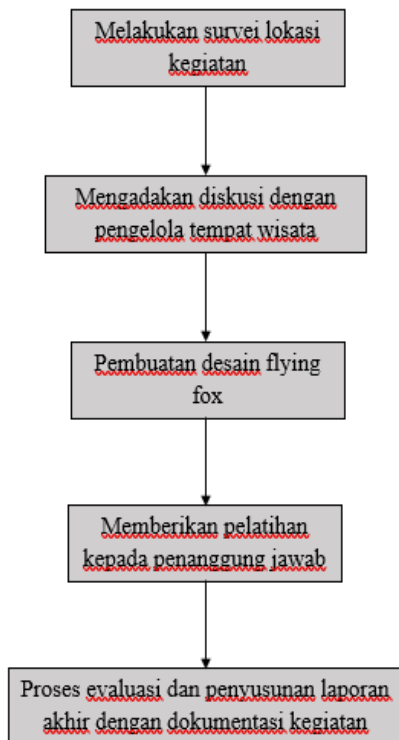 Melakukan survei lokasi
kegiatan
Mengadakan diskusi dengan
pengelola tempat wisata
Pembuatan desain flying
fox
Memberikan pelatihan
kepada penanggung jawab
Proses evaluasi dan penyusunan laporan
akhir dengan dokumentasi kegiatan